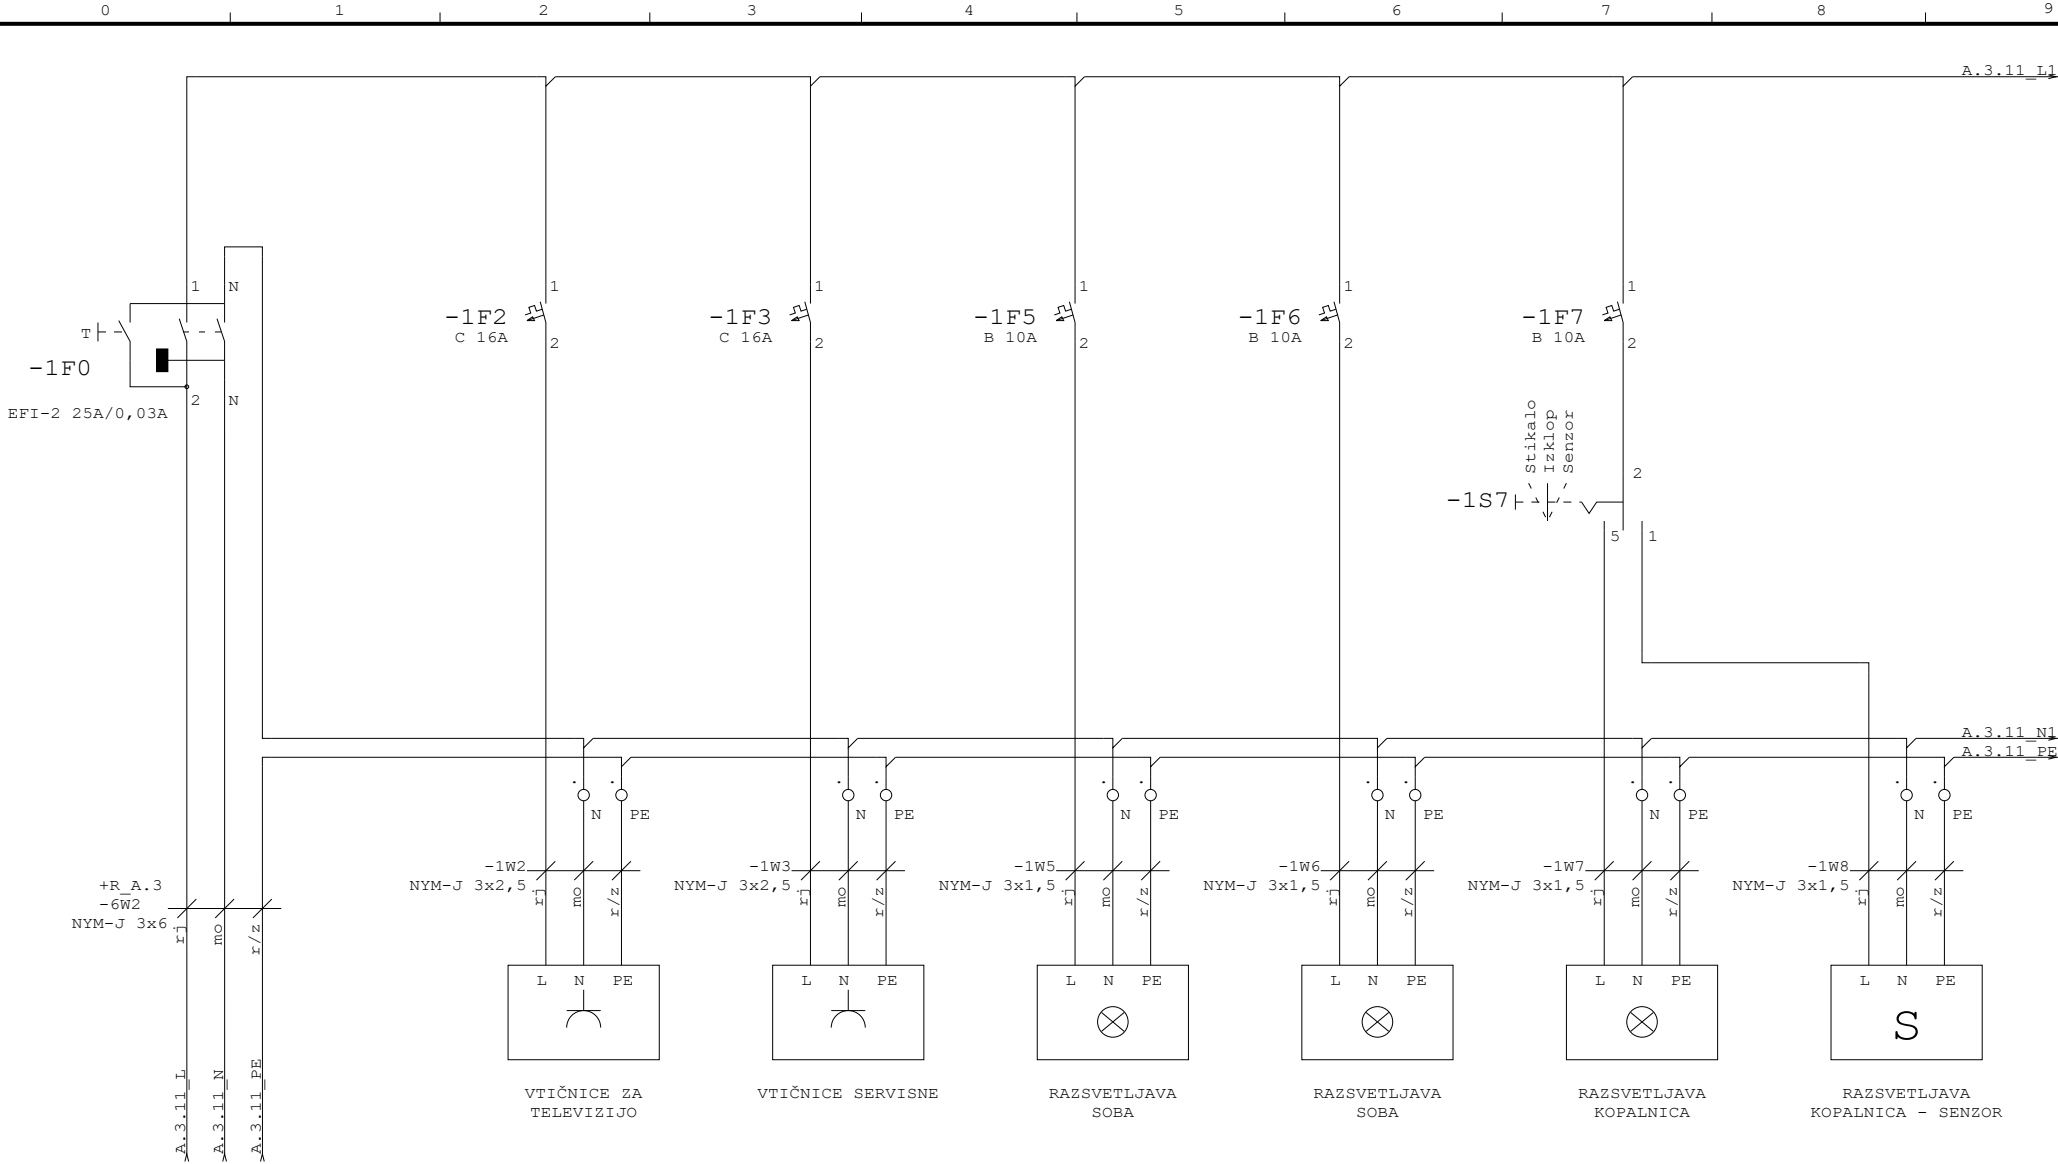 0 1 2 3 4 5 6 7 8 9
A.3.11_L1
1 N
T
-1F0
2 N
EFI-2 25A/0,03A
1
-1F2
C 16A
2
1
-1F3
C 16A
2
1
-1F5
B 10A
2
1
-1F6
B 10A
2
1
-1F7
B 10A
2
Stikalo
Izklop
Senzor
2
-1S7
5 1
A.3.11_N1
A.3.11_PE
N PE
N PE
N PE
N PE
N PE
N PE
+R_A.3
-6W2
NYM-J 3x6
rj mo r/z
-1W2
NYM-J 3x2,5
rj mo r/z
-1W3
NYM-J 3x2,5
rj mo r/z
-1W5
NYM-J 3x1,5
rj mo r/z
-1W6
NYM-J 3x1,5
rj mo r/z
-1W7
NYM-J 3x1,5
rj mo r/z
-1W8
NYM-J 3x1,5
rj mo r/z
L N PE
L N PE
L N PE
L N PE
L N PE
L N PE
S
A.3.11_L
A.3.11_N
A.3.11_PE
VTIČNICE ZA
TELEVIZIJO
VTIČNICE SERVISNE
RAZSVETLJAVA
SOBA
RAZSVETLJAVA
SOBA
RAZSVETLJAVA
KOPALNICA
RAZSVETLJAVA
KOPALNICA - SENZOR